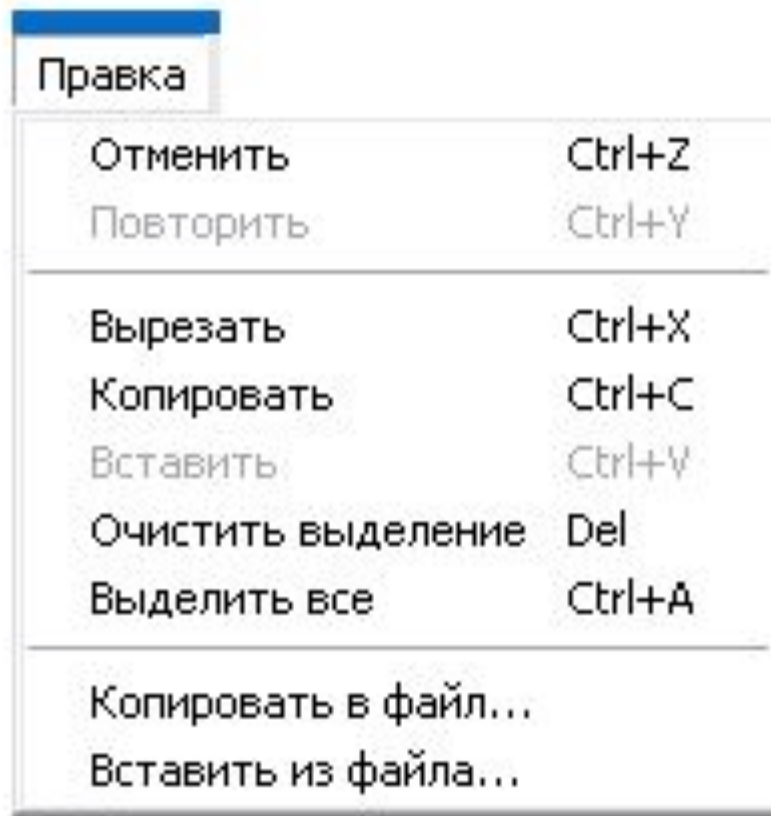 Правка
Отменить Ctrl+Z
Повторить Ctrl+Y
Вырезать Ctrl+X
Копировать Ctrl+C
Вставить Ctrl+V
Очистить выделение Del
Выделить все Ctrl+A
Копировать в файл...
Вставить из файла...